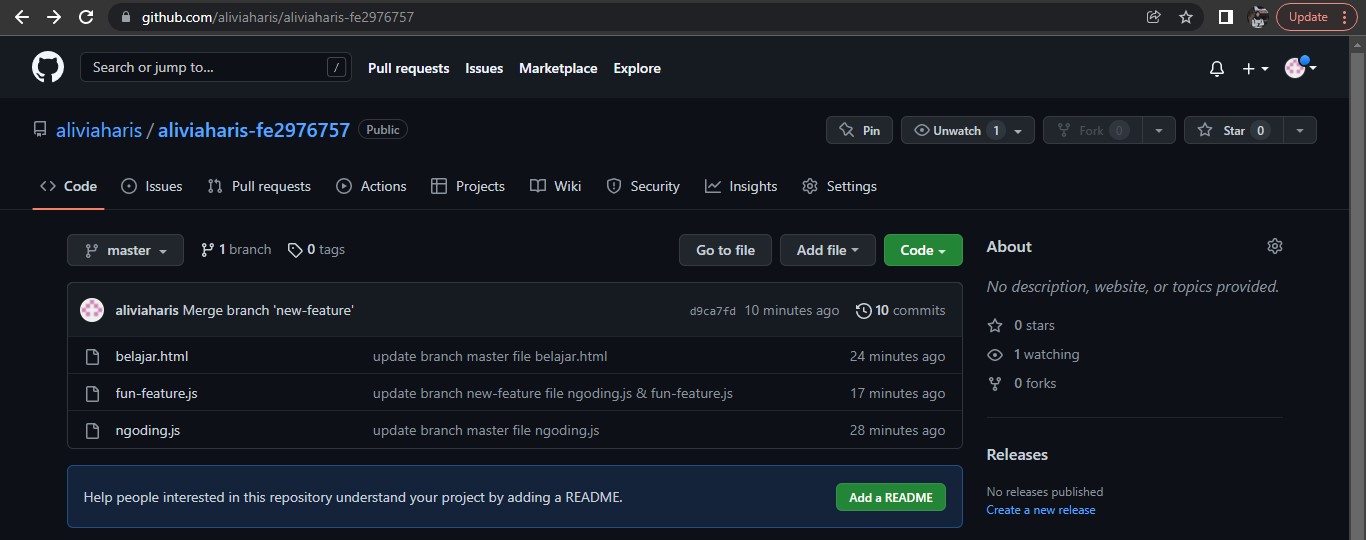 github.com/aliviaharis/aliviaharis-fe2976757
Update
Search or jump to...
/
Pull requests
Issues
Marketplace
Explore
aliviaharis / aliviaharis-fe2976757
Public
Pin
Unwatch 1
Fork 0
Star 0
Code
Issues
Pull requests
Actions
Projects
Wiki
Security
Insights
Settings
master
1 branch
0 tags
Go to file
Add file
Code
aliviaharis Merge branch 'new-feature'
d9ca7fd 10 minutes ago
10 commits
belajar.html update branch master file belajar.html 24 minutes ago
fun-feature.js update branch new-feature file ngoding.js & fun-feature.js 17 minutes ago
ngoding.js update branch master file ngoding.js 28 minutes ago
Help people interested in this repository understand your project by adding a README.
Add a README
About
No description, website, or topics provided.
0 stars
1 watching
0 forks
Releases
No releases published
Create a new release